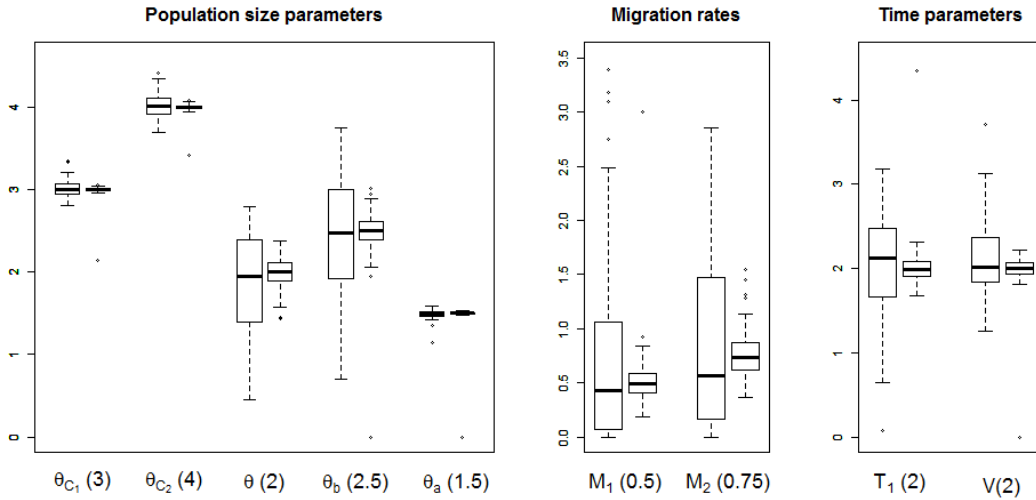 Population size parameters
Migration rates
Time parameters
4
3
2
1
0
θC1 (3)
θC2 (4)
θ (2)
θb (2.5)
θa (1.5)
3.5
3.0
2.5
2.0
1.5
1.0
0.5
0.0
M1 (0.5)
M2 (0.75)
4
3
2
1
0
T1 (2)
V(2)